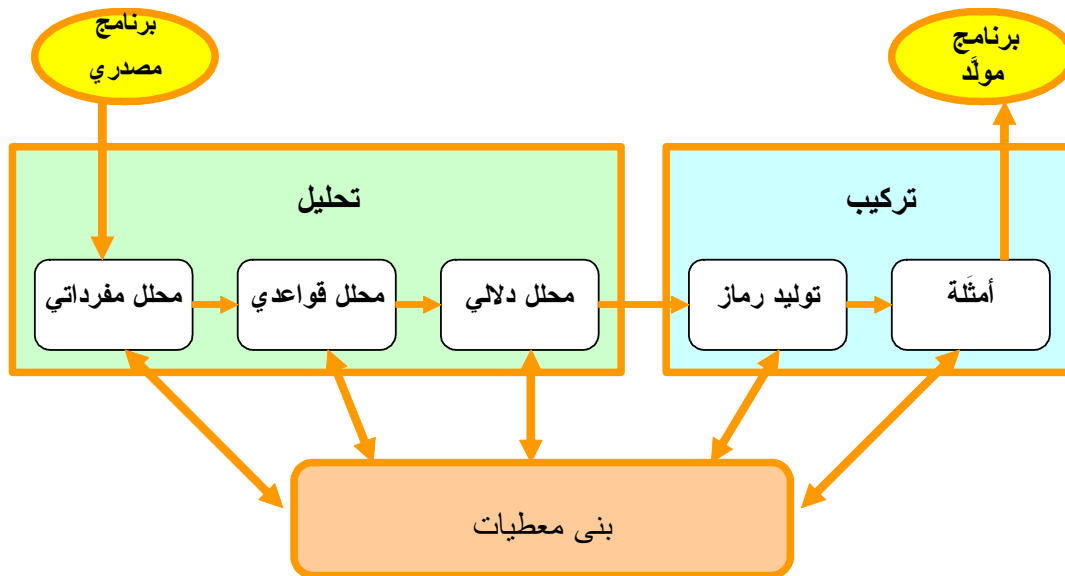 برنامج
مصدري
برنامج
مولَّد
تحليل
تركيب
محلل مفرداتي
محلل قواعدي
محلل دلالي
توليد رماز
أمثَلة
بنى معطيات